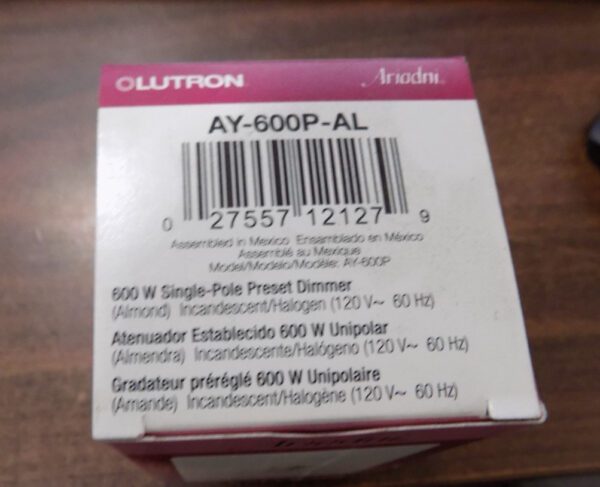 LUTRON Ariadni
AY-600P-AL
0 27557 12127 9
Assembled in Mexico Ensamblado en México
Assemblé au Mexique
Model/Modelo/Modèle: AY-600P
600 W Single-Pole Preset Dimmer
(Almond) Incandescent/Halogen (120 V~ 60 Hz)
Atenuador Establecido 600 W Unipolar
(Almendra) Incandescente/Halógeno (120 V~ 60 Hz)
Gradateur préréglé 600 W Unipolaire
(Amande) Incandescent/Halogène (120 V~ 60 Hz)